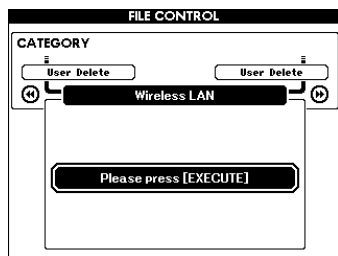 FILE CONTROL
CATEGORY
User Delete
User Delete
Wireless LAN
Please press [EXECUTE]